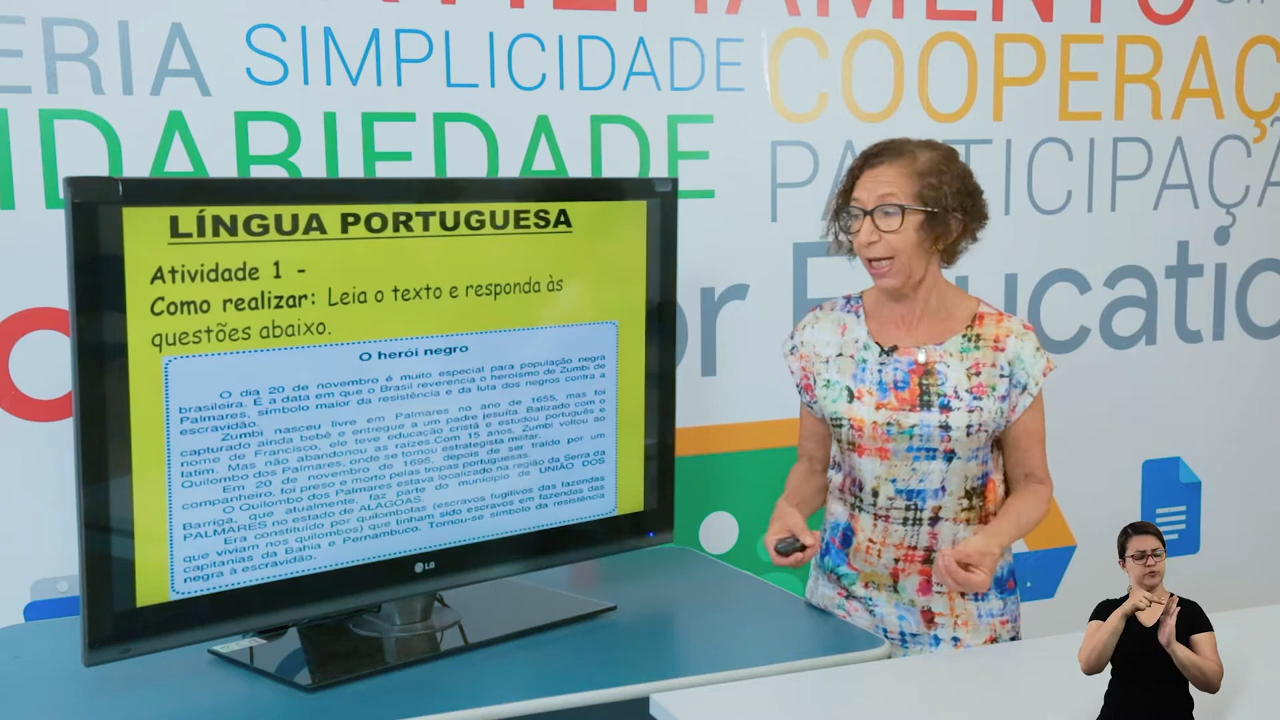 ERIA
SIMPLICIDADE
COOPERAÇ
IDARIEDADE
PARTICIPAÇ
or Educatio
LÍNGUA PORTUGUESA
Atividade 1 -
Como realizar: Leia o texto e responda às
questões abaixo.
O herói negro
O dia 20 de novembro é muito especial para população negra
brasileira. É a data em que o Brasil reverencia o heroísmo de Zumbi de
Palmares, símbolo maior da resistência e da luta dos negros contra a
escravidão.
Zumbi nasceu livre em Palmares no ano de 1655, mas foi
capturado ainda bebê e entregue a um padre jesuíta. Batizado com o
nome de Francisco, ele teve educação cristã e estudou português e
latim. Mas não abandonou as raízes.Com 15 anos, Zumbi voltou ao
Quilombo dos Palmares, onde se tornou estrategista militar.
Em 20 de novembro de 1695, depois de ser traído por um
companheiro, foi preso e morto pelas tropas portuguesas.
O Quilombo dos Palmares estava localizado na região da Serra da
Barriga, que atualmente, faz parte do município de UNIÃO DOS
PALMARES no estado de ALAGOAS.
Era constituído por quilombolas (escravos fugitivos das fazendas
que viviam nos quilombos) que tinham sido escravos em fazendas das
capitanias da Bahia e Pernambuco. Tornou-se símbolo da resistência
negra à escravidão.
LG